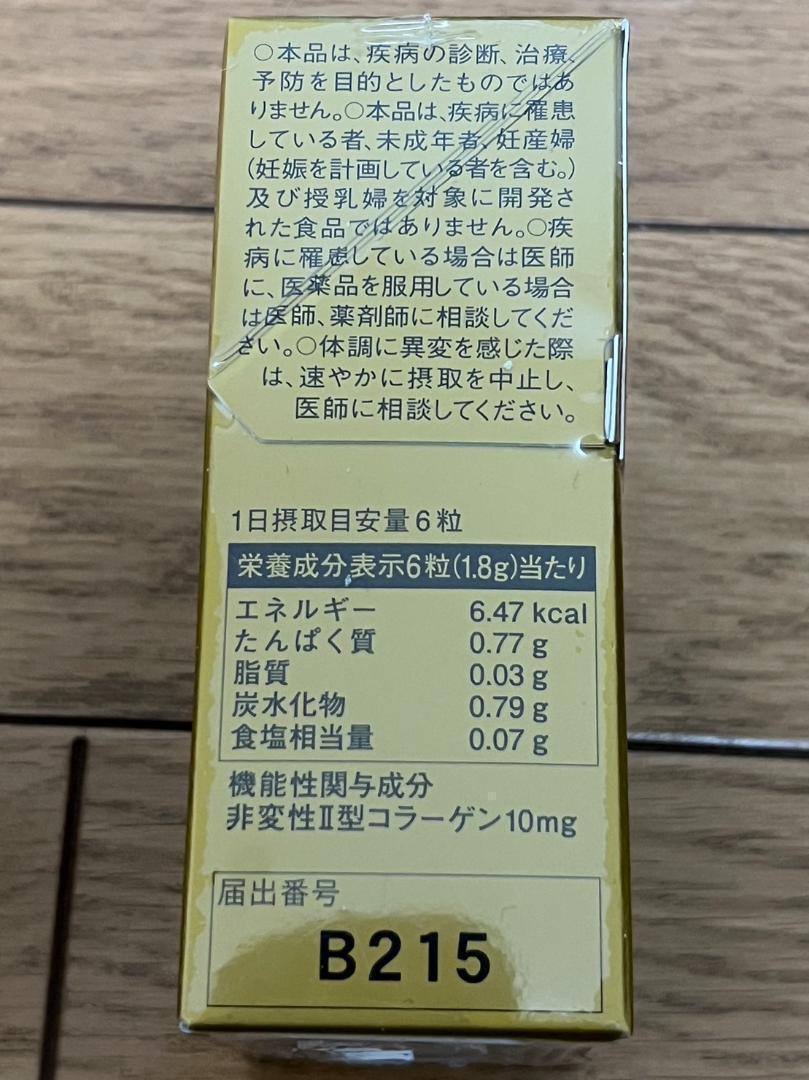 ○本品は、疾病の診断、治療、
予防を目的としたものではあ
りません。○本品は、疾病に罹患
している者、未成年者、妊産婦
(妊娠を計画している者を含む。)
及び授乳婦を対象に開発さ
れた食品ではありません。○疾
病に罹患している場合は医師
に、医薬品を服用している場合
は医師、薬剤師に相談してくだ
さい。○体調に異変を感じた際
は、速やかに摂取を中止し、
医師に相談してください。
1日摂取目安量6粒
栄養成分表示6粒(1.8g)当たり
エネルギー 6.47 kcal
たんぱく質 0.77 g
脂質 0.03 g
炭水化物 0.79 g
食塩相当量 0.07 g
機能性関与成分
非変性Ⅱ型コラーゲン10mg
届出番号
B215